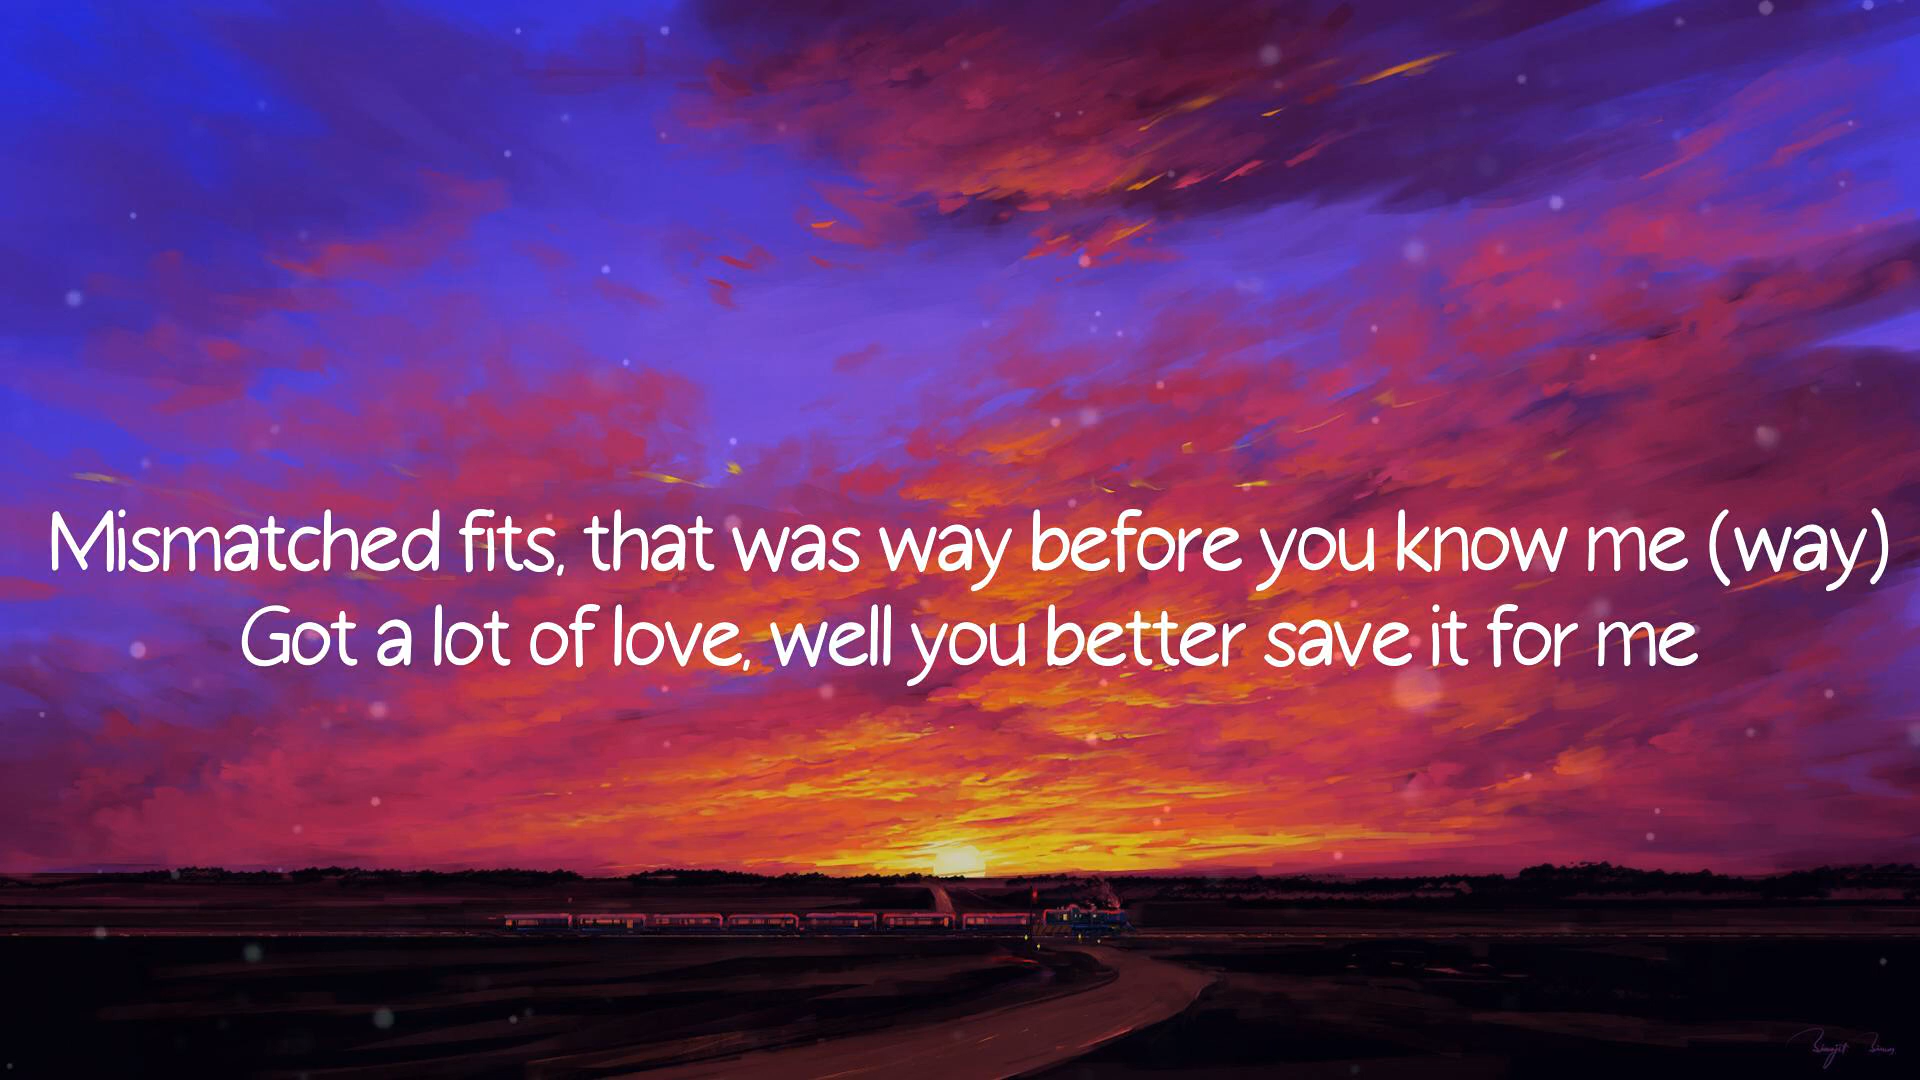 Mismatched fits, that was way before you know me (way)
Got a lot of love, well you better save it for me